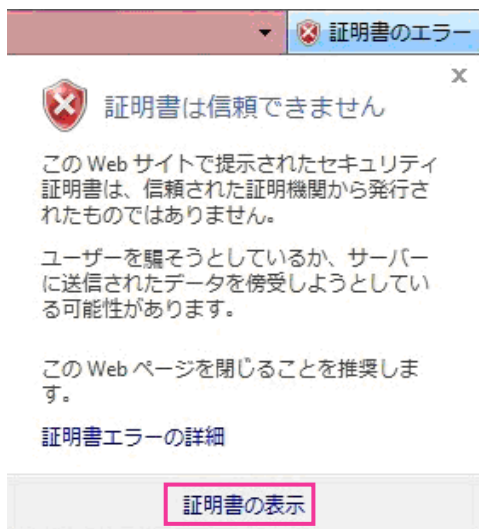 証明書のエラー
証明書は信頼できません
この Web サイトで提示されたセキュリティ
証明書は、信頼された証明機関から発行さ
れたものではありません。
ユーザーを騙そうとしているか、サーバー
に送信されたデータを傍受しようとしてい
る可能性があります。
この Web ページを閉じることを推奨しま
す。
証明書エラーの詳細
証明書の表示